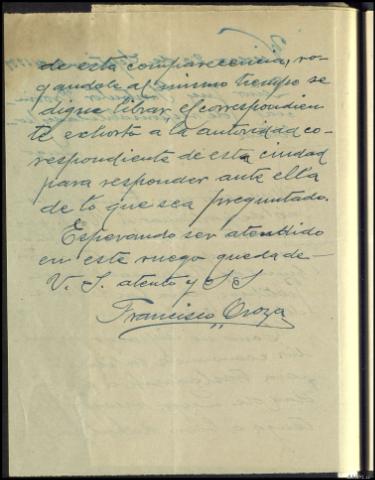 de esta comparecencia, ro-
gandole al mismo tiempo se
digne librar el correspondien
te exhorto a la autoridad co-
rrespondiente de esta ciudad
para responder ante ella
de lo que sea preguntado.
Esperando ser atendido
en este ruego queda de
V. S. atento y S S
Francisco Oroza